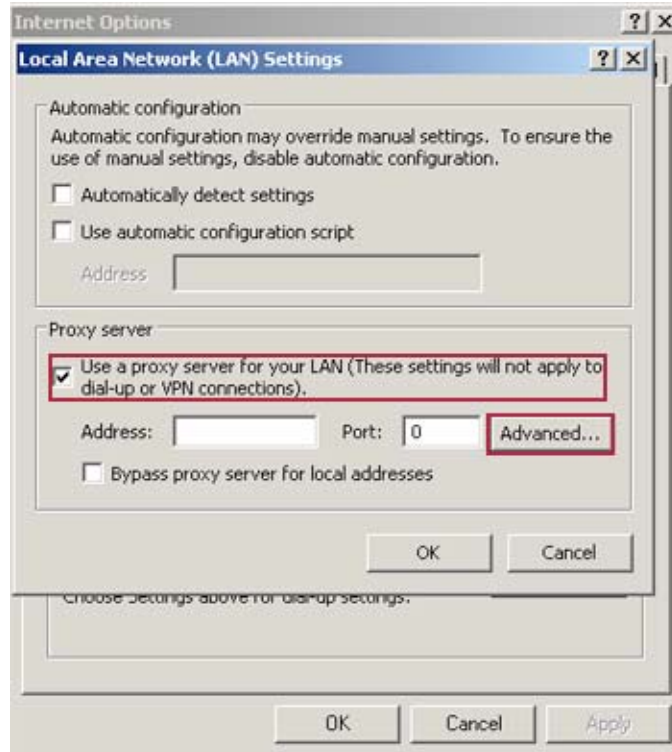 Internet Options
Local Area Network (LAN) Settings
Automatic configuration
Automatic configuration may override manual settings. To ensure the
use of manual settings, disable automatic configuration.
Automatically detect settings
Use automatic configuration script
Address
Proxy server
Use a proxy server for your LAN (These settings will not apply to
dial-up or VPN connections).
Address: Port: 0 Advanced...
Bypass proxy server for local addresses
OK Cancel
Choose Settings above for dial-up settings.
OK Cancel Apply